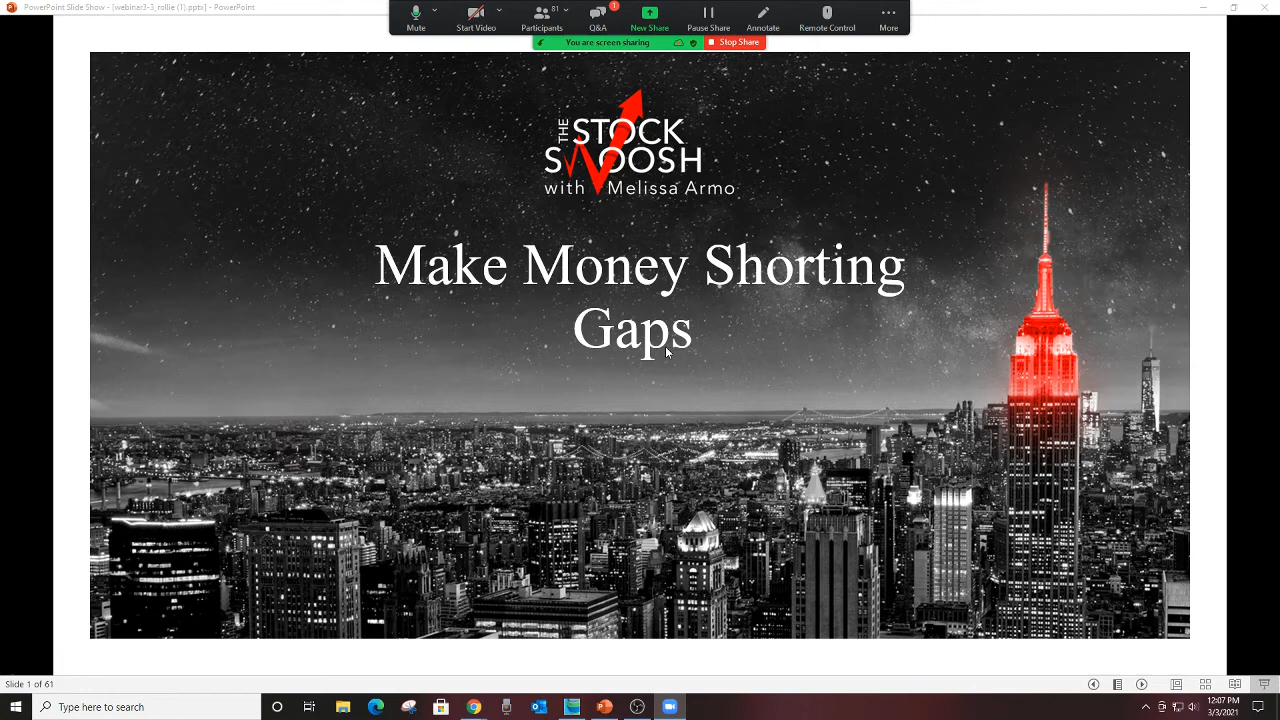 PowerPoint Slide Show - [webinar3-3_rollie (1).pptx] - PowerPoint
81
1
Mute
Start Video
Participants
Q&A
New Share
Pause Share
Annotate
Remote Control
More
You are screen sharing
Stop Share
THE STOCK
SWOOSH
with Melissa Armo
Make Money Shorting
Gaps
Slide 1 of 61
Type here to search
12:07 PM
3/3/2021